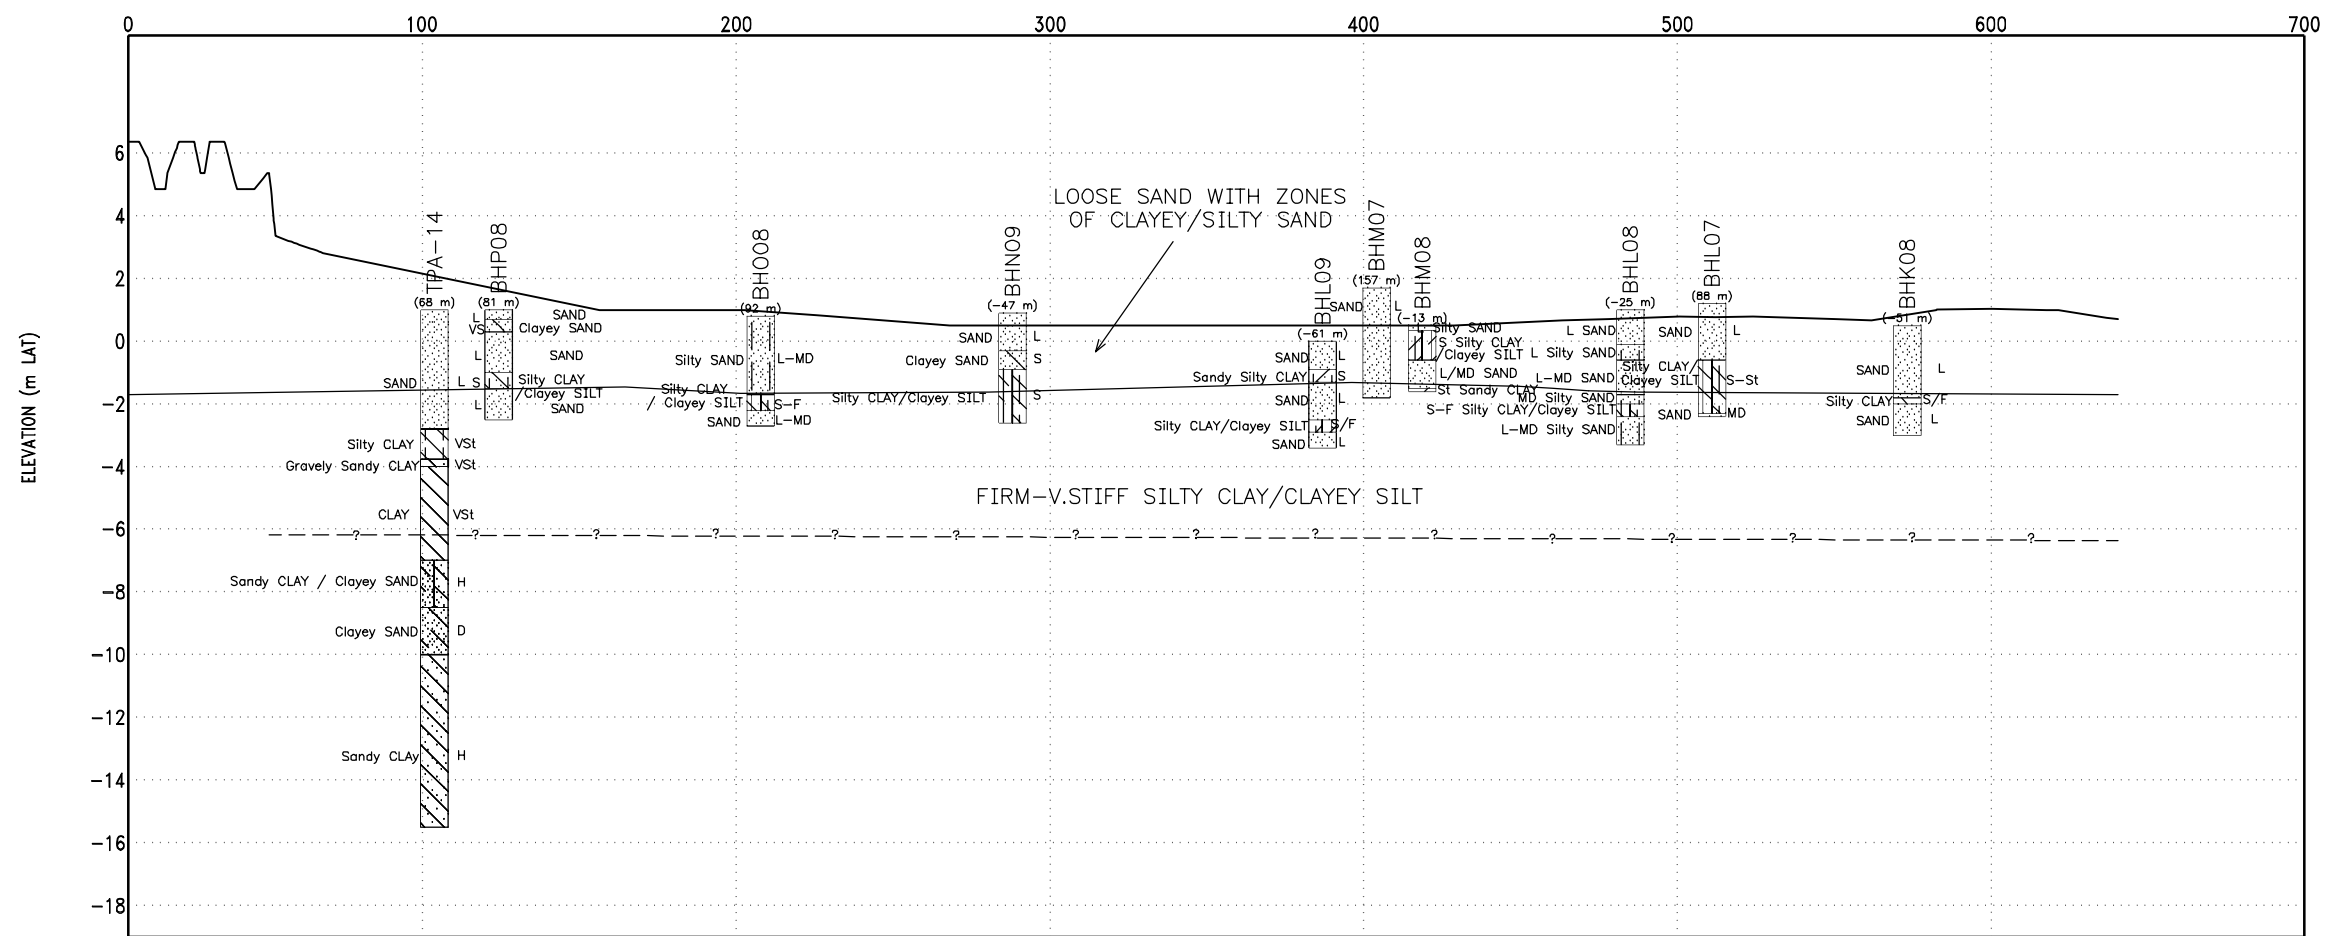 0 100 200 300 400 500 600 700
ELEVATION (m LAT)
6
4
2
0
-2
-4
-6
-8
-10
-12
-14
-16
-18
LOOSE SAND WITH ZONES
OF CLAYEY/SILTY SAND
FIRM-V.STIFF SILTY CLAY/CLAYEY SILT
TPA-14
(68 m)
SAND L
Silty CLAY VSt
Gravely Sandy CLAY VSt
CLAY VSt
Sandy CLAY / Clayey SAND H
Clayey SAND D
Sandy CLAy H
BHP08
(81 m)
L SAND
VS Clayey SAND
L SAND
S Silty CLAY
/Clayey SILT
L SAND
BHO08
(92 m)
Silty SAND L-MD
Silty CLAY
/ Clayey SILT S-F
SAND L-MD
BHN09
(-47 m)
SAND L
Clayey SAND S
Silty CLAY/Clayey SILT S
BHL09
(-61 m)
SAND L
Sandy Silty CLAY S
SAND L
Silty CLAY/Clayey SILT S/F
SAND L
BHM07
(157 m)
SAND L
BHM08
(-13 m)
L Silty SAND
S Silty CLAY
/Clayey SILT
L/MD SAND
St Sandy CLAY
BHL08
(-25 m)
L SAND
L Silty SAND
L-MD SAND
MD Silty SAND
S-F Silty CLAY/Clayey SILT
L-MD Silty SAND
BHL07
(88 m)
SAND L
Silty CLAY/
Clayey SILT S-St
SAND MD
BHK08
(-51 m)
SAND L
Silty CLAY S/F
SAND L
? ? ? ? ? ? ? ? ? ? ? ? ? ? ?